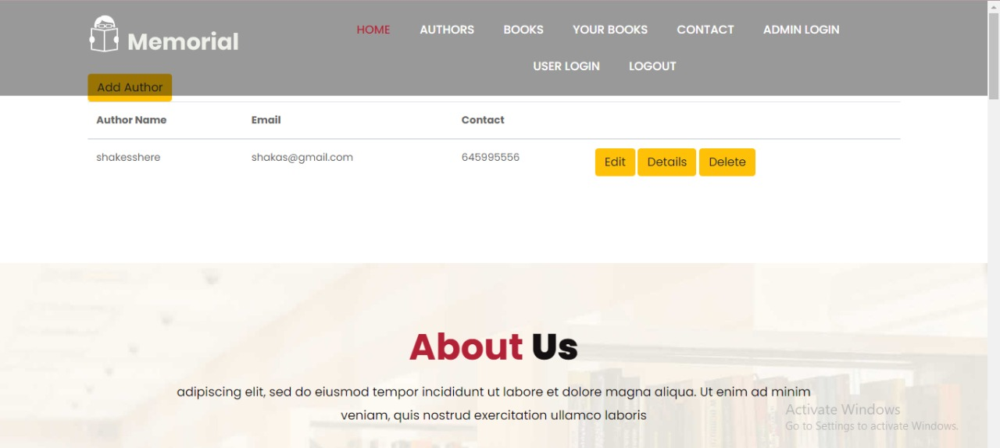 Memorial
HOME AUTHORS BOOKS YOUR BOOKS CONTACT ADMIN LOGIN
USER LOGIN LOGOUT
Add Author
Author Name Email Contact
shakesshere shakas@gmail.com 645995556 Edit Details Delete
About Us
adipiscing elit, sed do eiusmod tempor incididunt ut labore et dolore magna aliqua. Ut enim ad minim
veniam, quis nostrud exercitation ullamco laboris
Activate Windows
Go to Settings to activate Windows.